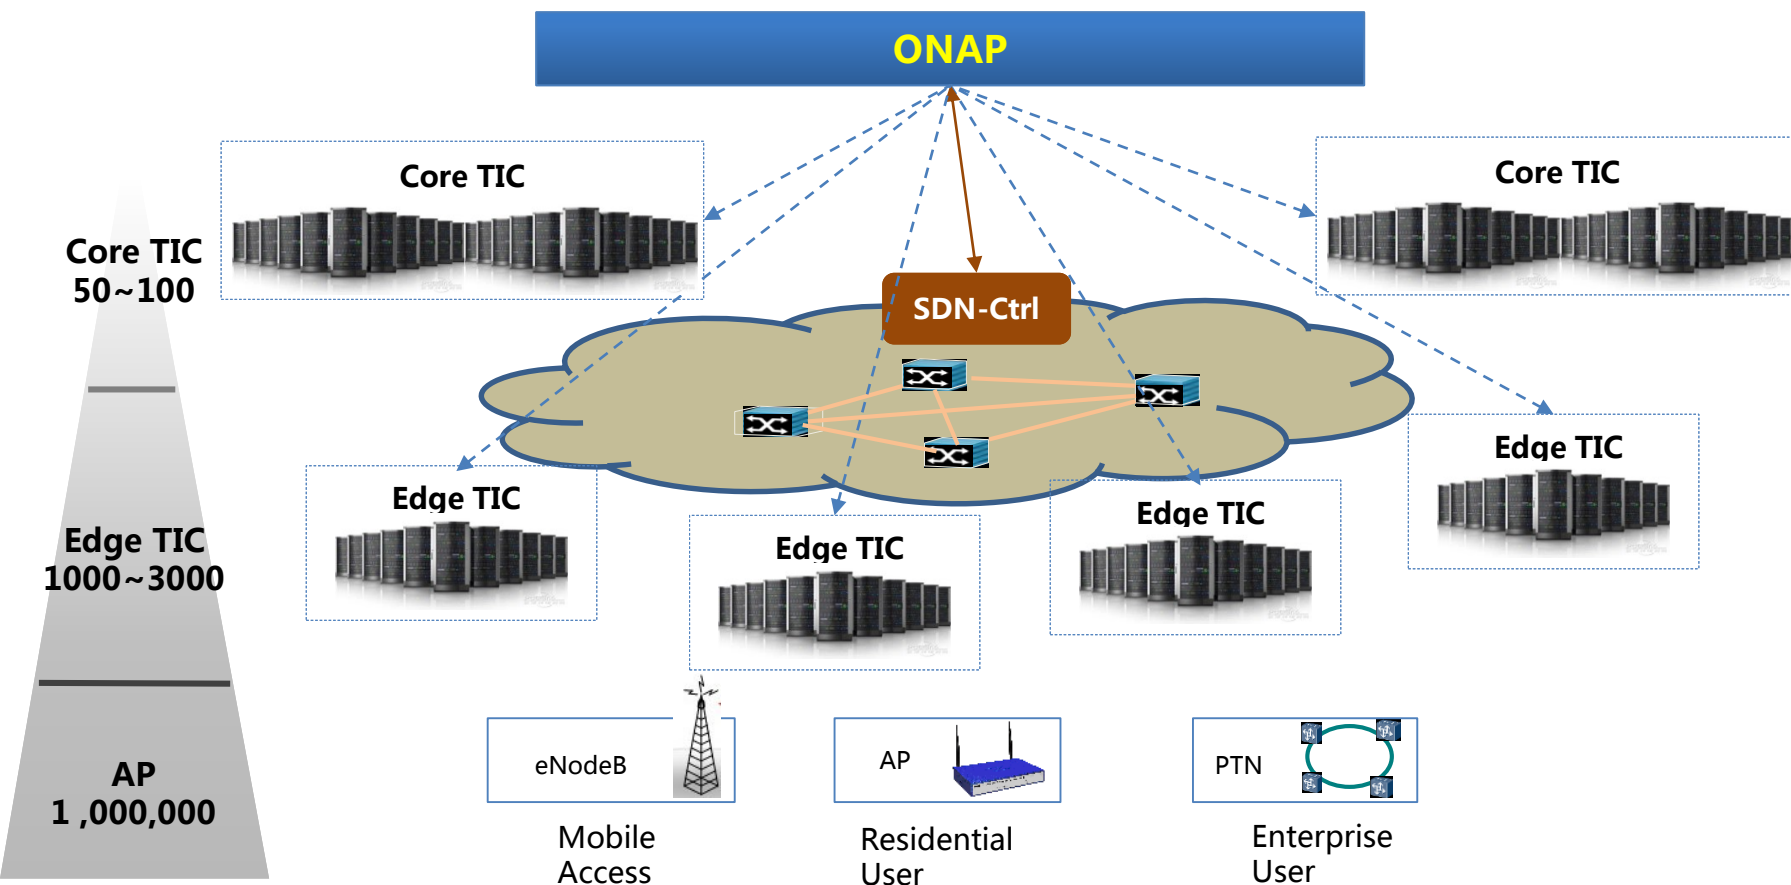 ONAP
Core TIC
Core TIC
Core TIC
50~100
SDN-Ctrl
Edge TIC
Edge TIC
Edge TIC
Edge TIC
Edge TIC
1000~3000
eNodeB
AP
PTN
AP
1 ,000,000
Mobile
Access
Residential
User
Enterprise
User